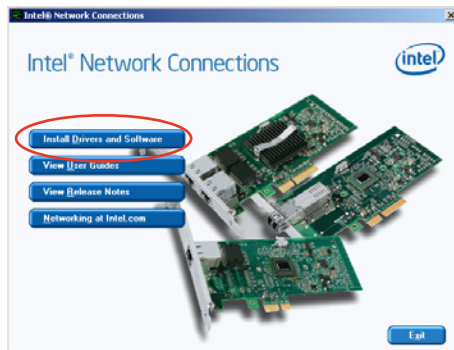 Intel® Network Connections
Intel® Network Connections
intel
Install Drivers and Software
View User Guides
View Release Notes
Networking at Intel.com
Exit